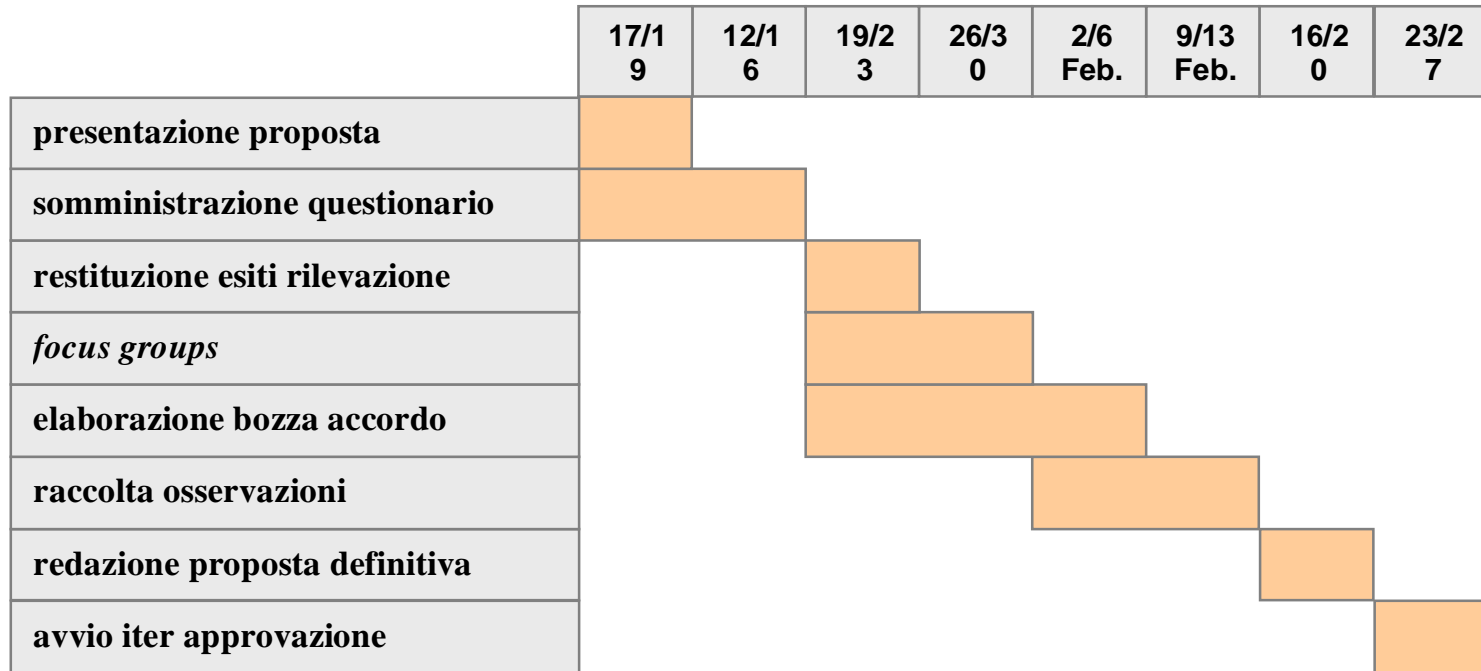 17/1 12/1 19/2 26/3 2/6 9/13 16/2 23/2
9 6 3 0 Feb. Feb. 0 7
presentazione proposta
somministrazione questionario
restituzione esiti rilevazione
focus groups
elaborazione bozza accordo
raccolta osservazioni
redazione proposta definitiva
avvio iter approvazione